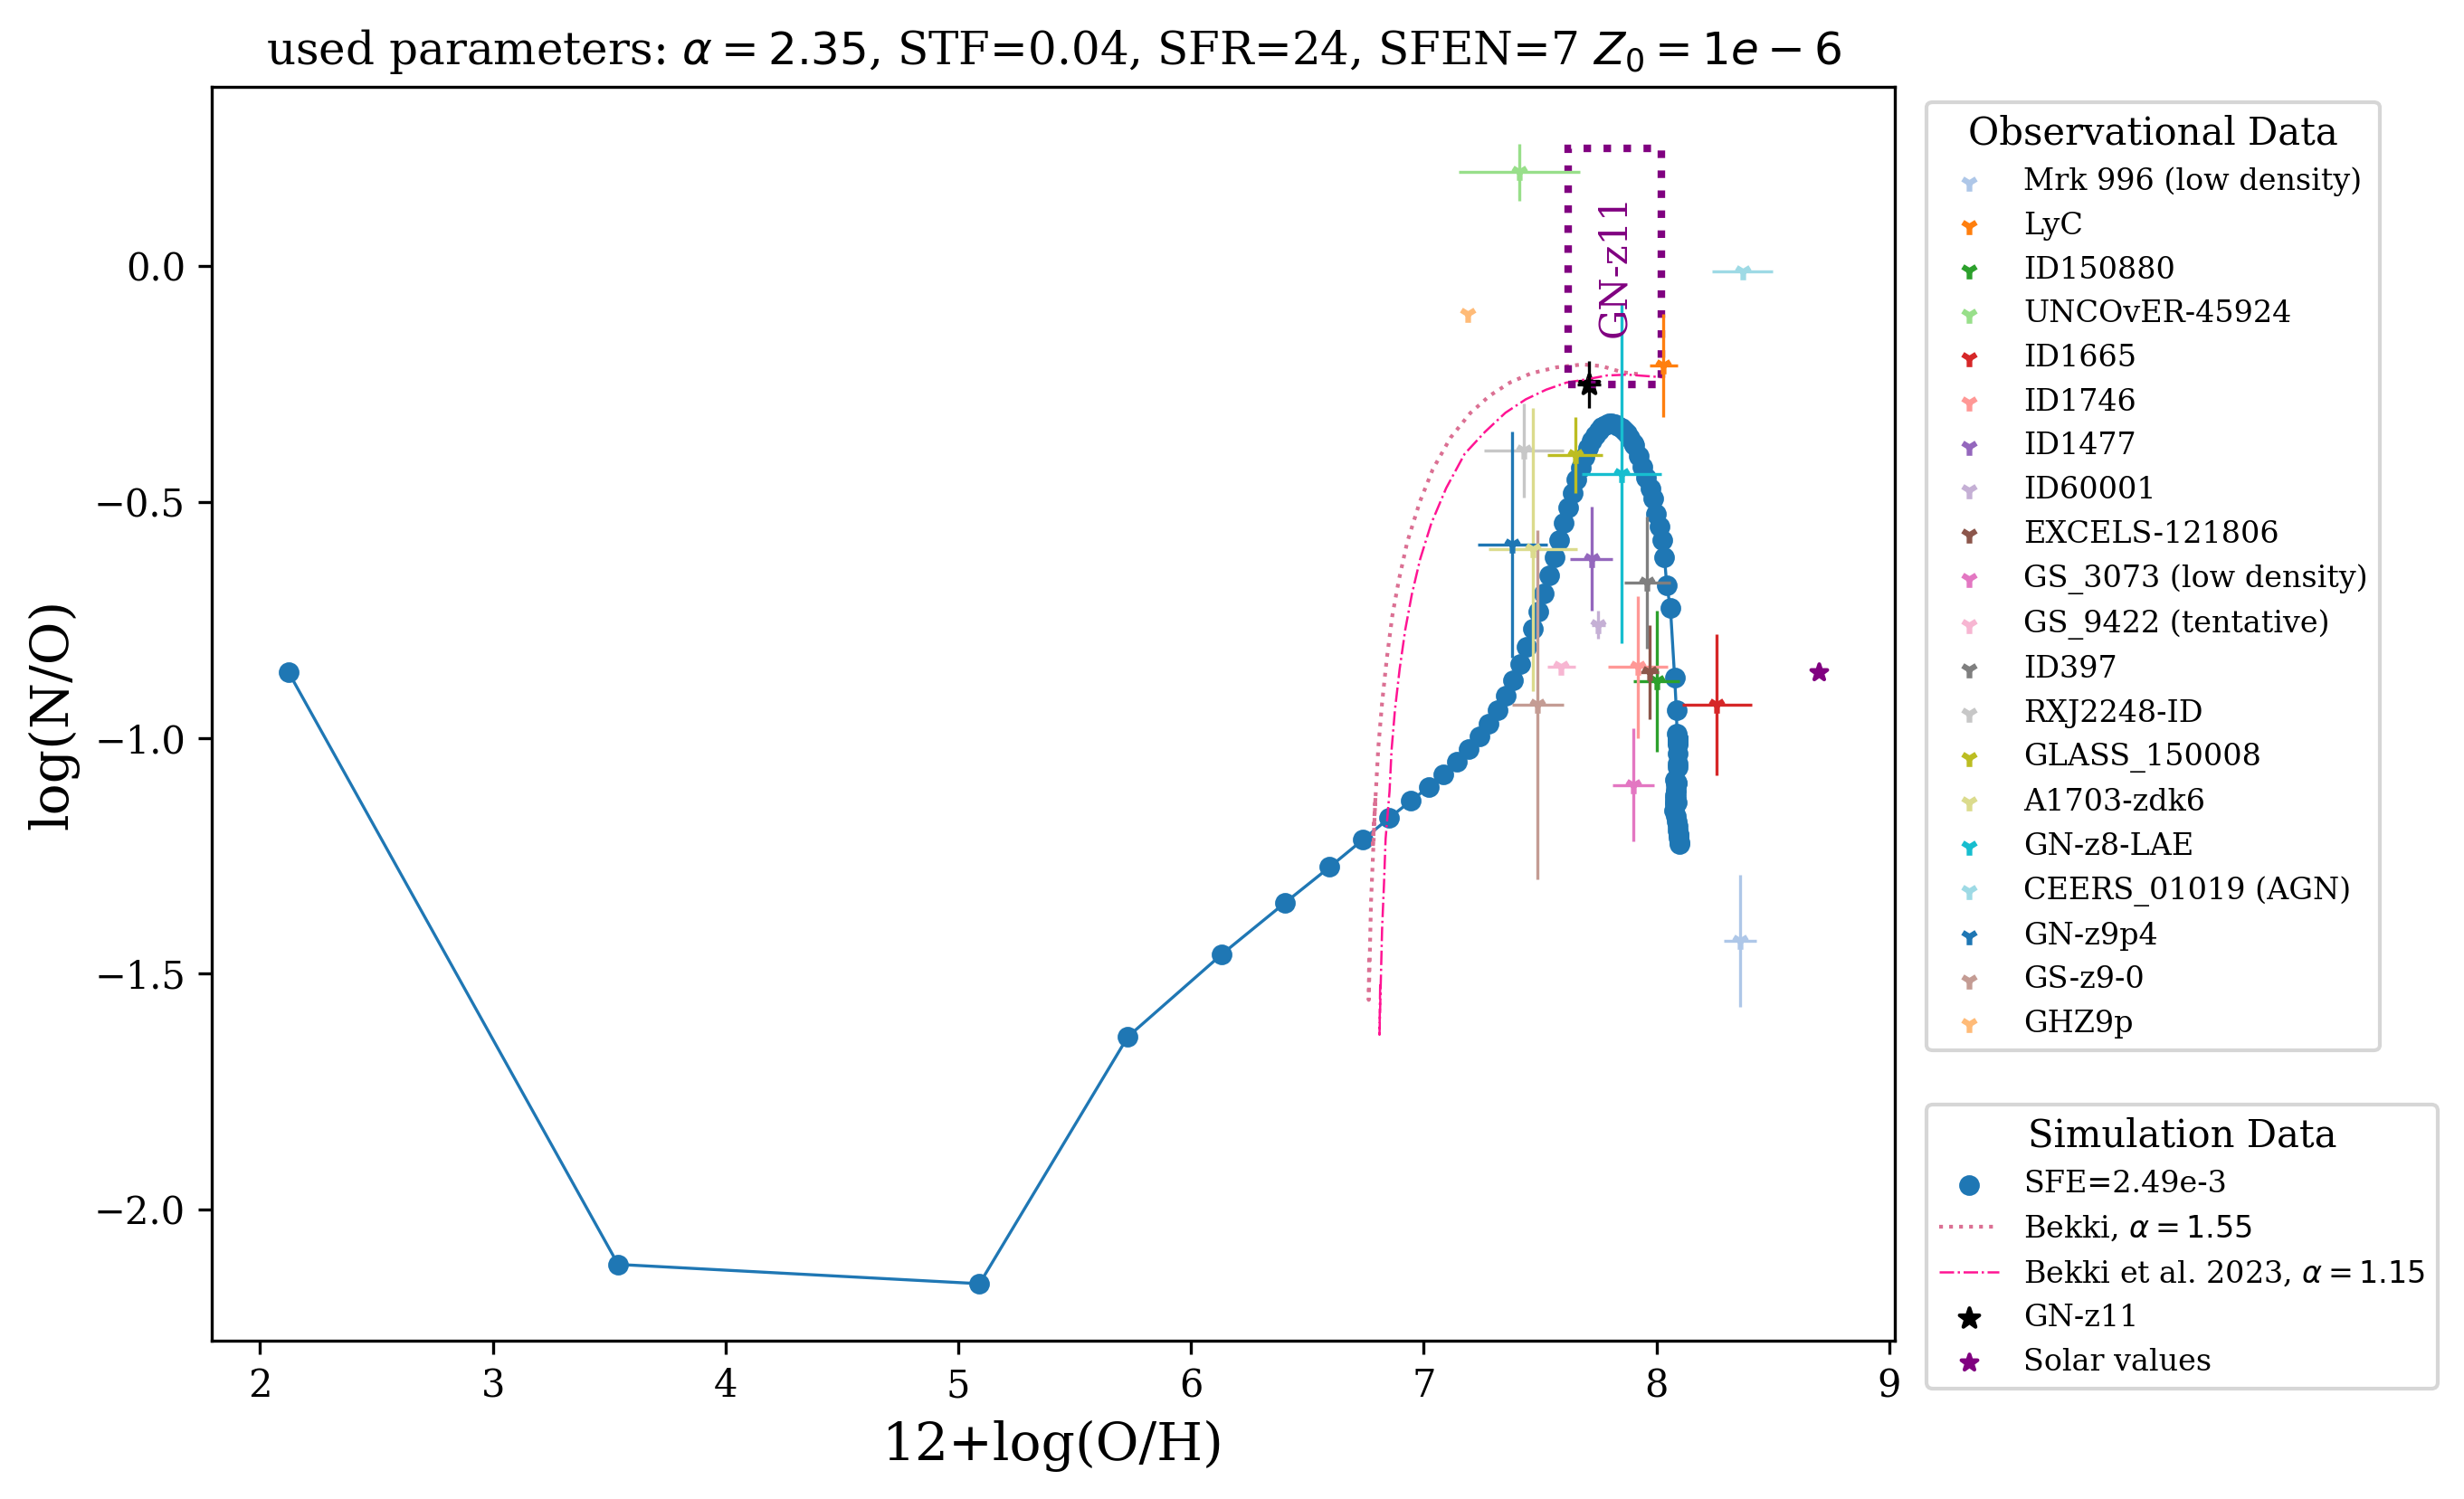 used parameters: α = 2.35, STF=0.04, SFR=24, SFEN=7 Z₀ = 1e − 6
log(N/O)
0.0
−0.5
−1.0
−1.5
−2.0
GN-z11
2 3 4 5 6 7 8 9
12+log(O/H)
Observational Data
Mrk 996 (low density)
LyC
ID150880
UNCOvER-45924
ID1665
ID1746
ID1477
ID60001
EXCELS-121806
GS_3073 (low density)
GS_9422 (tentative)
ID397
RXJ2248-ID
GLASS_150008
A1703-zdk6
GN-z8-LAE
CEERS_01019 (AGN)
GN-z9p4
GS-z9-0
GHZ9p
Simulation Data
SFE=2.49e-3
Bekki, α = 1.55
Bekki et al. 2023, α = 1.15
GN-z11
Solar values